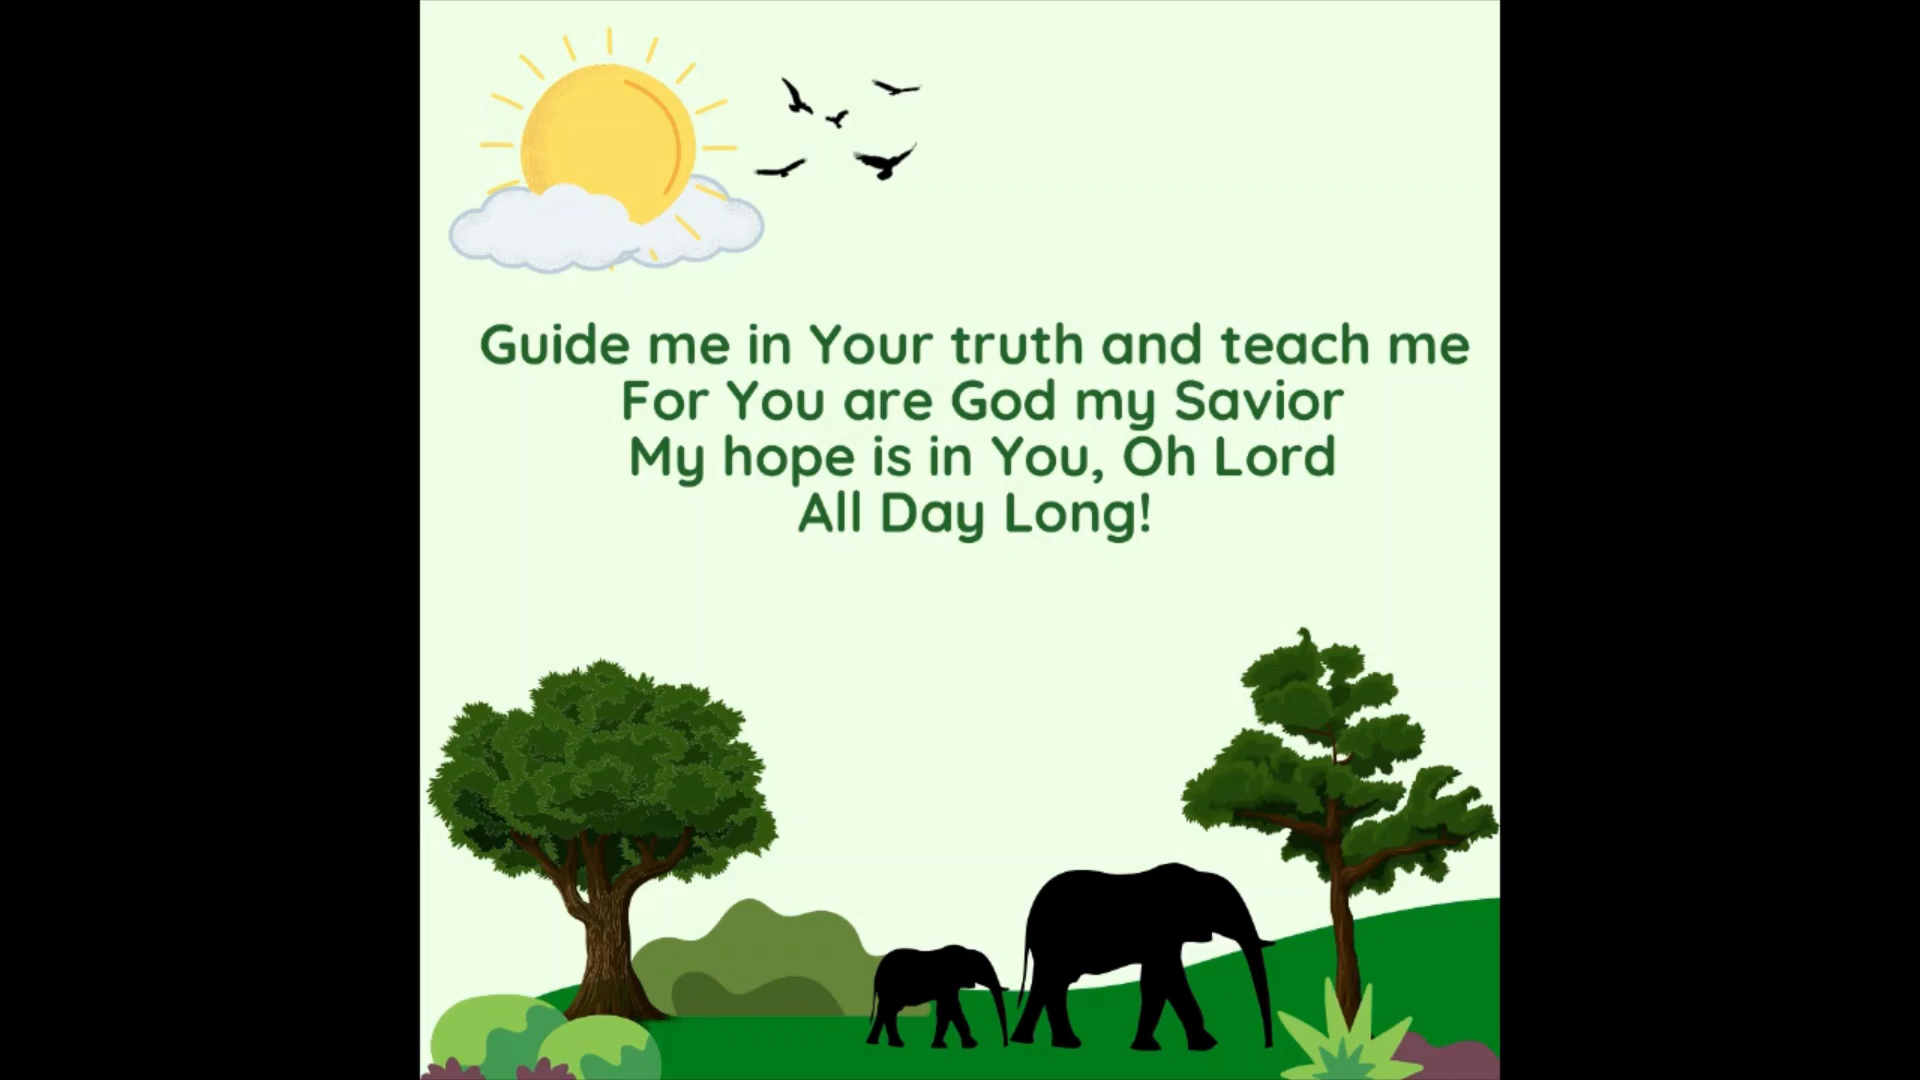 Guide me in Your truth and teach me
For You are God my Savior
My hope is in You, Oh Lord
All Day Long!